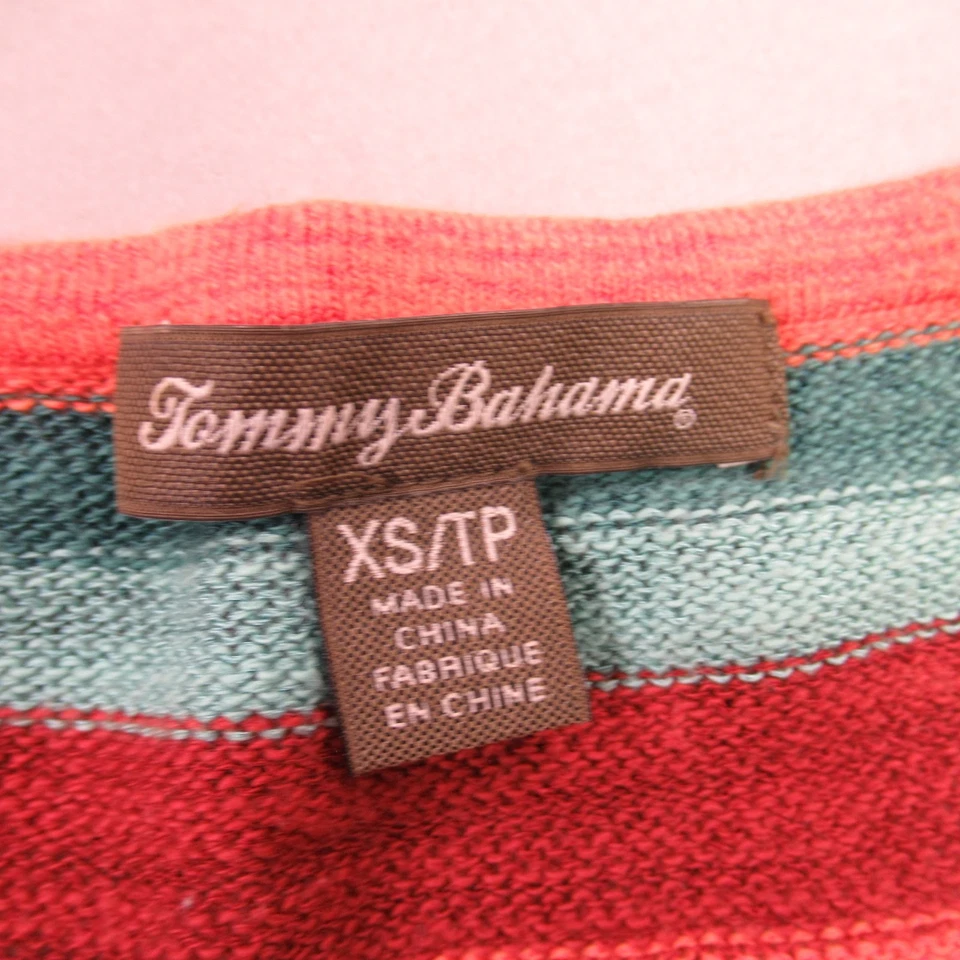 Tommy Bahama®
XS/TP
MADE IN
CHINA
FABRIQUE
EN CHINE